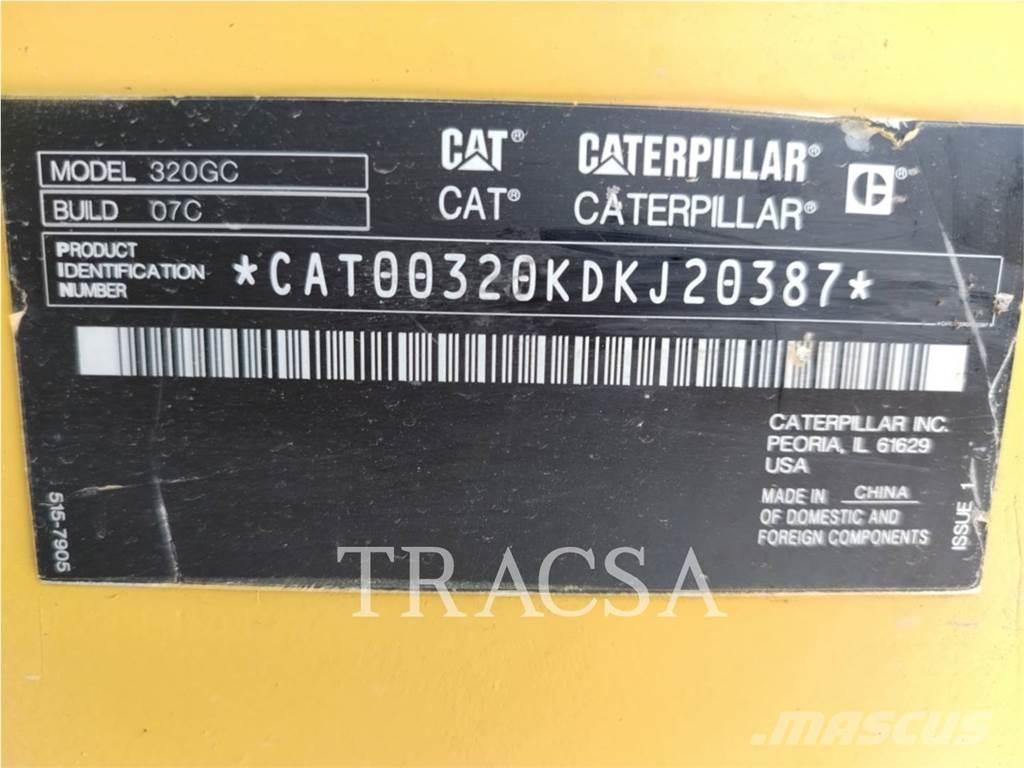 MODEL 320GC
BUILD 07C
CAT® CATERPILLAR® C®
CAT® CATERPILLAR®
PRODUCT IDENTIFICATION NUMBER *CAT00320KDKJ20387*
CATERPILLAR INC.
PEORIA, IL 61629
USA
MADE IN CHINA
OF DOMESTIC AND
FOREIGN COMPONENTS
515-7905
ISSUE 1
TRACSA
mascus